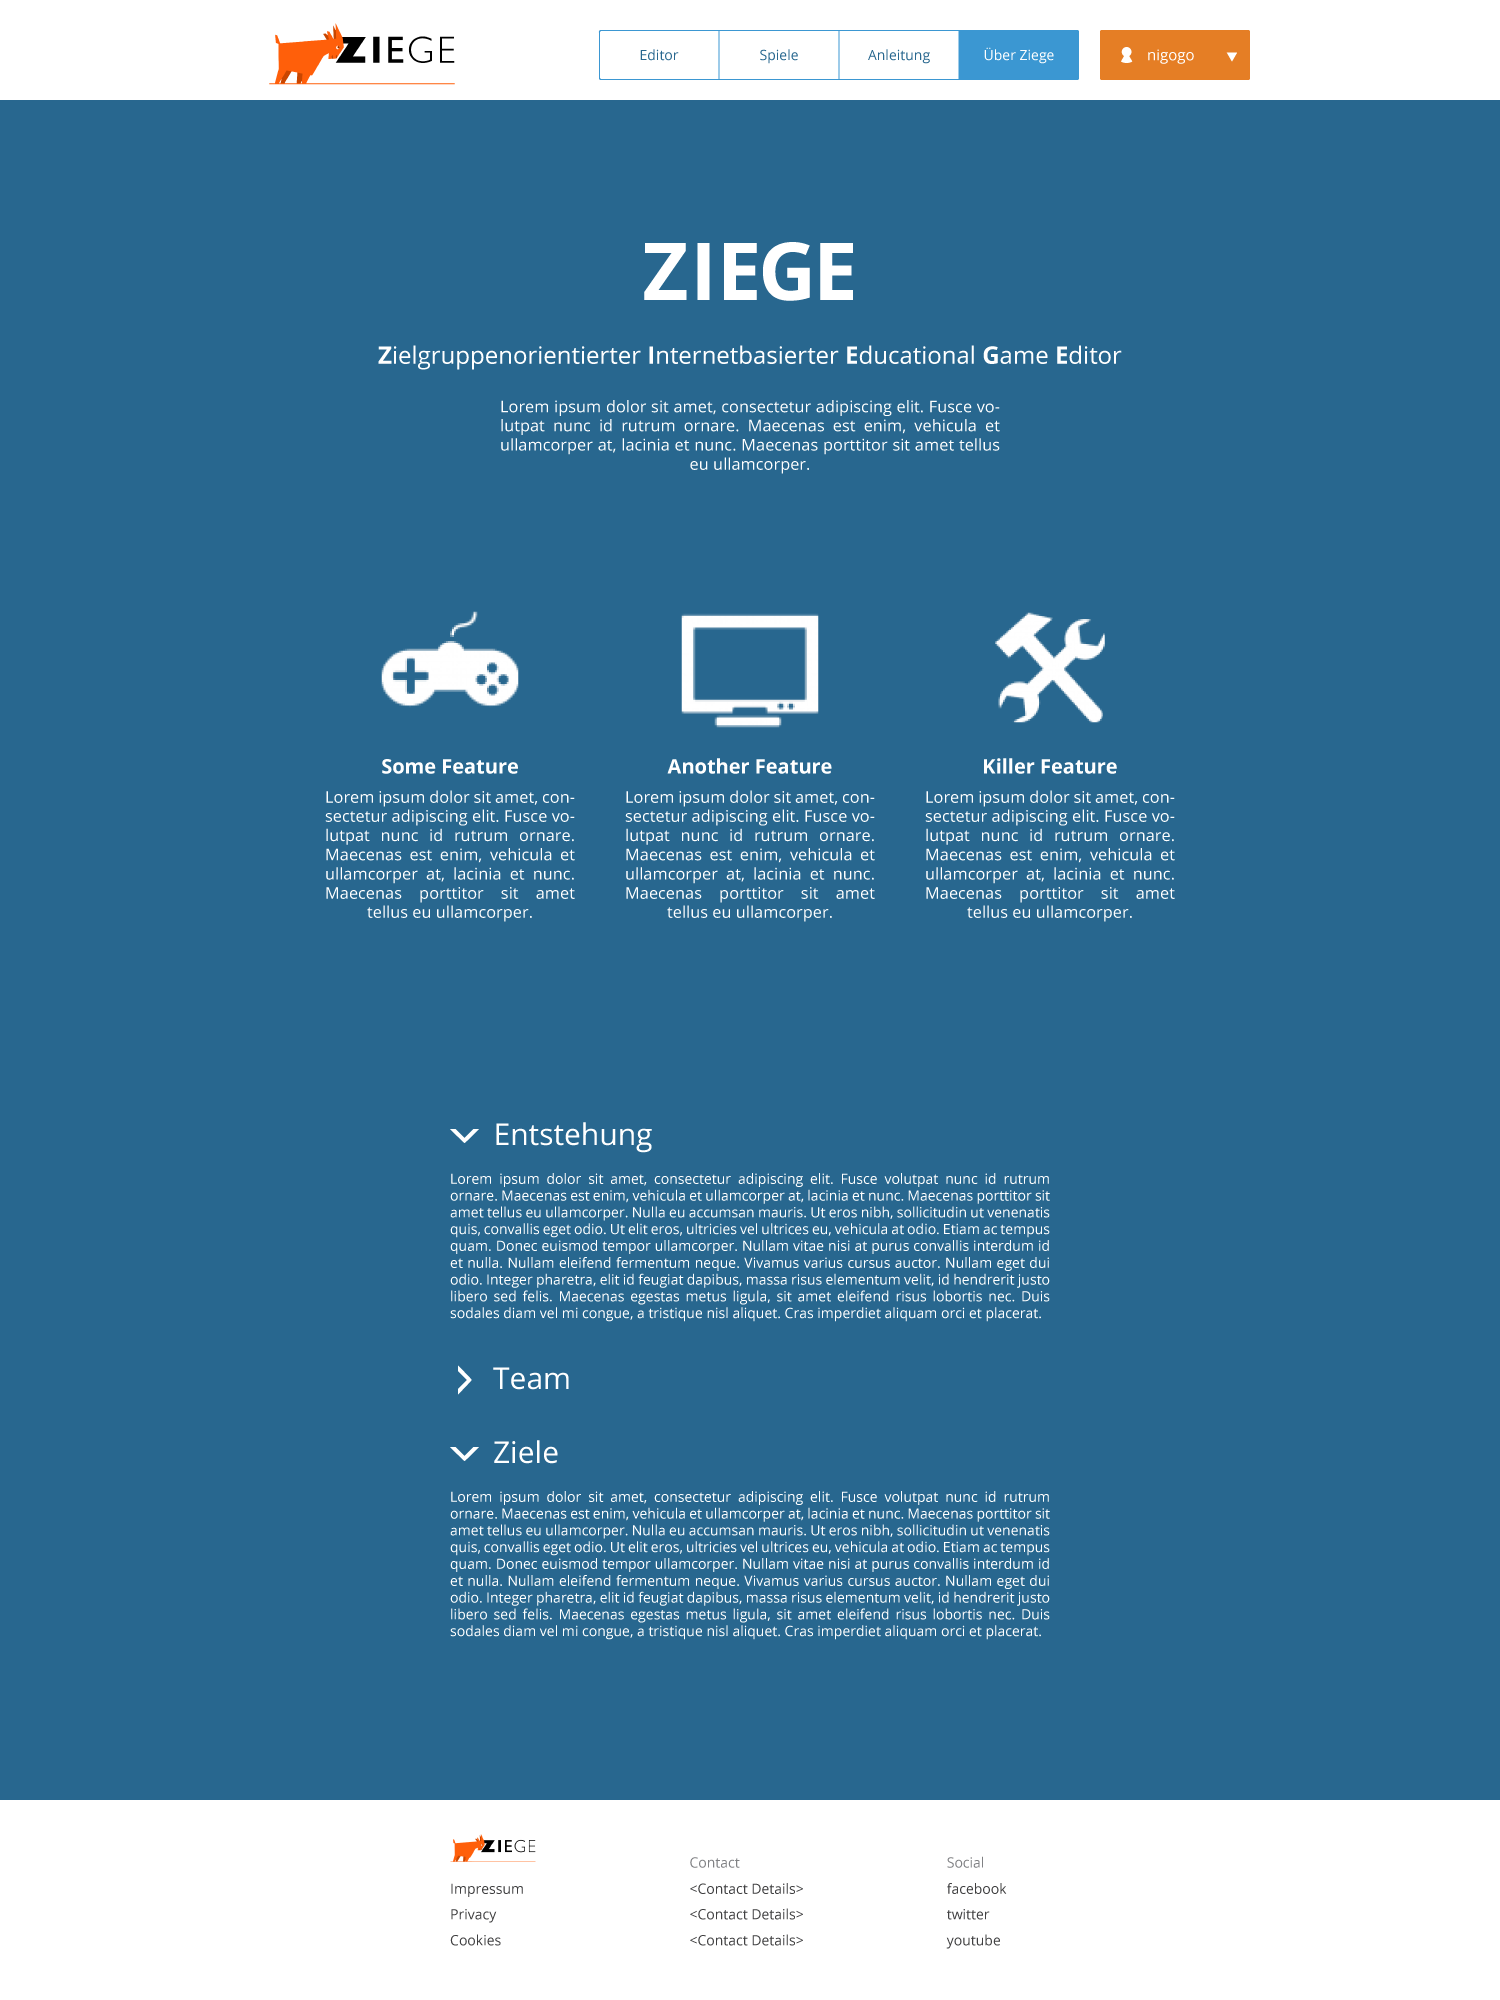 ZIEGE
Editor Spiele Anleitung Über Ziege nigogo
ZIEGE
Zielgruppenorientierter Internetbasierter Educational Game Editor
Lorem ipsum dolor sit amet, consectetur adipiscing elit. Fusce vo-
lutpat nunc id rutrum ornare. Maecenas est enim, vehicula et
ullamcorper at, lacinia et nunc. Maecenas porttitor sit amet tellus
eu ullamcorper.
Some Feature
Lorem ipsum dolor sit amet, con-
sectetur adipiscing elit. Fusce vo-
lutpat nunc id rutrum ornare.
Maecenas est enim, vehicula et
ullamcorper at, lacinia et nunc.
Maecenas porttitor sit amet
tellus eu ullamcorper.
Another Feature
Lorem ipsum dolor sit amet, con-
sectetur adipiscing elit. Fusce vo-
lutpat nunc id rutrum ornare.
Maecenas est enim, vehicula et
ullamcorper at, lacinia et nunc.
Maecenas porttitor sit amet
tellus eu ullamcorper.
Killer Feature
Lorem ipsum dolor sit amet, con-
sectetur adipiscing elit. Fusce vo-
lutpat nunc id rutrum ornare.
Maecenas est enim, vehicula et
ullamcorper at, lacinia et nunc.
Maecenas porttitor sit amet
tellus eu ullamcorper.
Entstehung
Lorem ipsum dolor sit amet, consectetur adipiscing elit. Fusce volutpat nunc id rutrum
ornare. Maecenas est enim, vehicula et ullamcorper at, lacinia et nunc. Maecenas porttitor sit
amet tellus eu ullamcorper. Nulla eu accumsan mauris. Ut eros nibh, sollicitudin ut venenatis
quis, convallis eget odio. Ut elit eros, ultricies vel ultrices eu, vehicula at odio. Etiam ac tempus
quam. Donec euismod tempor ullamcorper. Nullam vitae nisi at purus convallis interdum id
et nulla. Nullam eleifend fermentum neque. Vivamus varius cursus auctor. Nullam eget dui
odio. Integer pharetra, elit id feugiat dapibus, massa risus elementum velit, id hendrerit justo
libero sed felis. Maecenas egestas metus ligula, sit amet eleifend risus lobortis nec. Duis
sodales diam vel mi congue, a tristique nisl aliquet. Cras imperdiet aliquam orci et placerat.
Team
Ziele
Lorem ipsum dolor sit amet, consectetur adipiscing elit. Fusce volutpat nunc id rutrum
ornare. Maecenas est enim, vehicula et ullamcorper at, lacinia et nunc. Maecenas porttitor sit
amet tellus eu ullamcorper. Nulla eu accumsan mauris. Ut eros nibh, sollicitudin ut venenatis
quis, convallis eget odio. Ut elit eros, ultricies vel ultrices eu, vehicula at odio. Etiam ac tempus
quam. Donec euismod tempor ullamcorper. Nullam vitae nisi at purus convallis interdum id
et nulla. Nullam eleifend fermentum neque. Vivamus varius cursus auctor. Nullam eget dui
odio. Integer pharetra, elit id feugiat dapibus, massa risus elementum velit, id hendrerit justo
libero sed felis. Maecenas egestas metus ligula, sit amet eleifend risus lobortis nec. Duis
sodales diam vel mi congue, a tristique nisl aliquet. Cras imperdiet aliquam orci et placerat.
ZIEGE
Impressum
Privacy
Cookies
Contact
<Contact Details>
<Contact Details>
<Contact Details>
Social
facebook
twitter
youtube